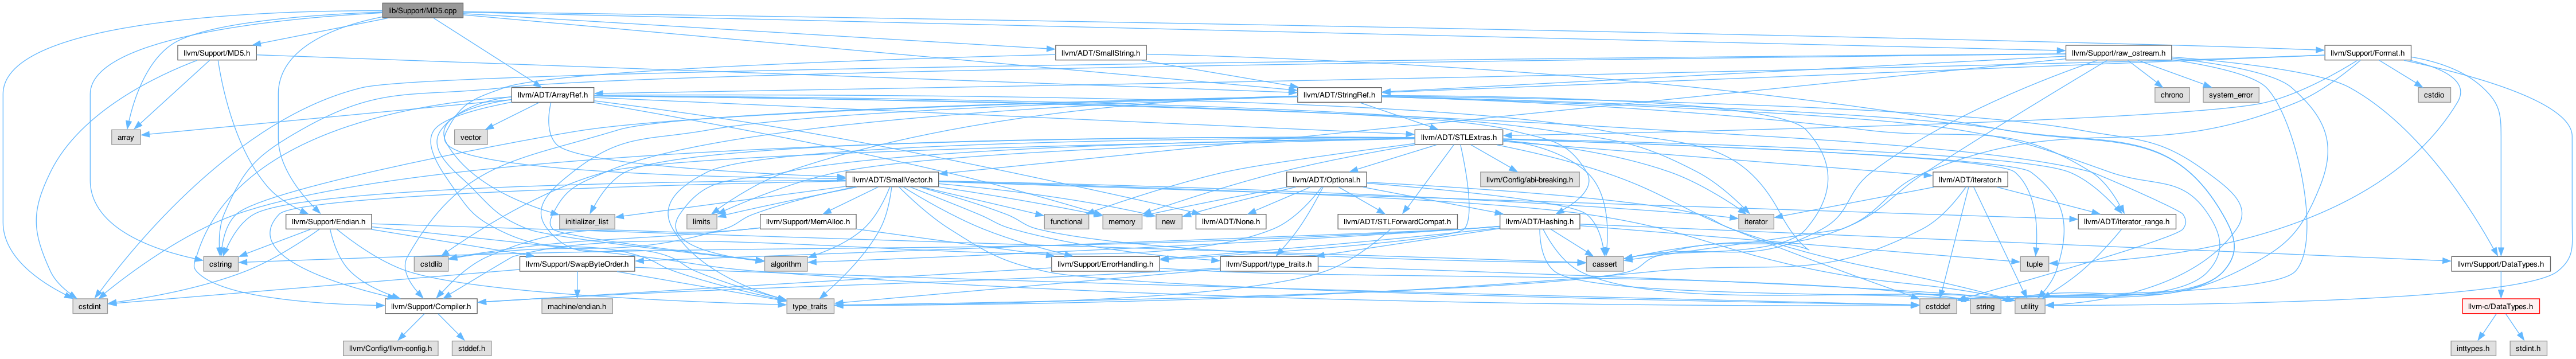 lib/Support/MD5.cpp
llvm/Support/MD5.h
llvm/ADT/SmallString.h
llvm/Support/raw_ostream.h
llvm/Support/Format.h
llvm/ADT/ArrayRef.h
llvm/ADT/StringRef.h
chrono
system_error
cstdio
array
vector
llvm/ADT/STLExtras.h
llvm/ADT/SmallVector.h
llvm/ADT/Optional.h
llvm/Config/abi-breaking.h
llvm/ADT/iterator.h
llvm/Support/Endian.h
initializer_list
limits
llvm/Support/MemAlloc.h
functional
memory
new
llvm/ADT/None.h
llvm/ADT/STLForwardCompat.h
llvm/ADT/Hashing.h
iterator
llvm/ADT/iterator_range.h
cstring
cstdlib
llvm/Support/SwapByteOrder.h
algorithm
llvm/Support/ErrorHandling.h
llvm/Support/type_traits.h
cassert
tuple
llvm/Support/DataTypes.h
cstdint
llvm/Support/Compiler.h
machine/endian.h
type_traits
cstddef
string
utility
llvm-c/DataTypes.h
llvm/Config/llvm-config.h
stddef.h
inttypes.h
stdint.h